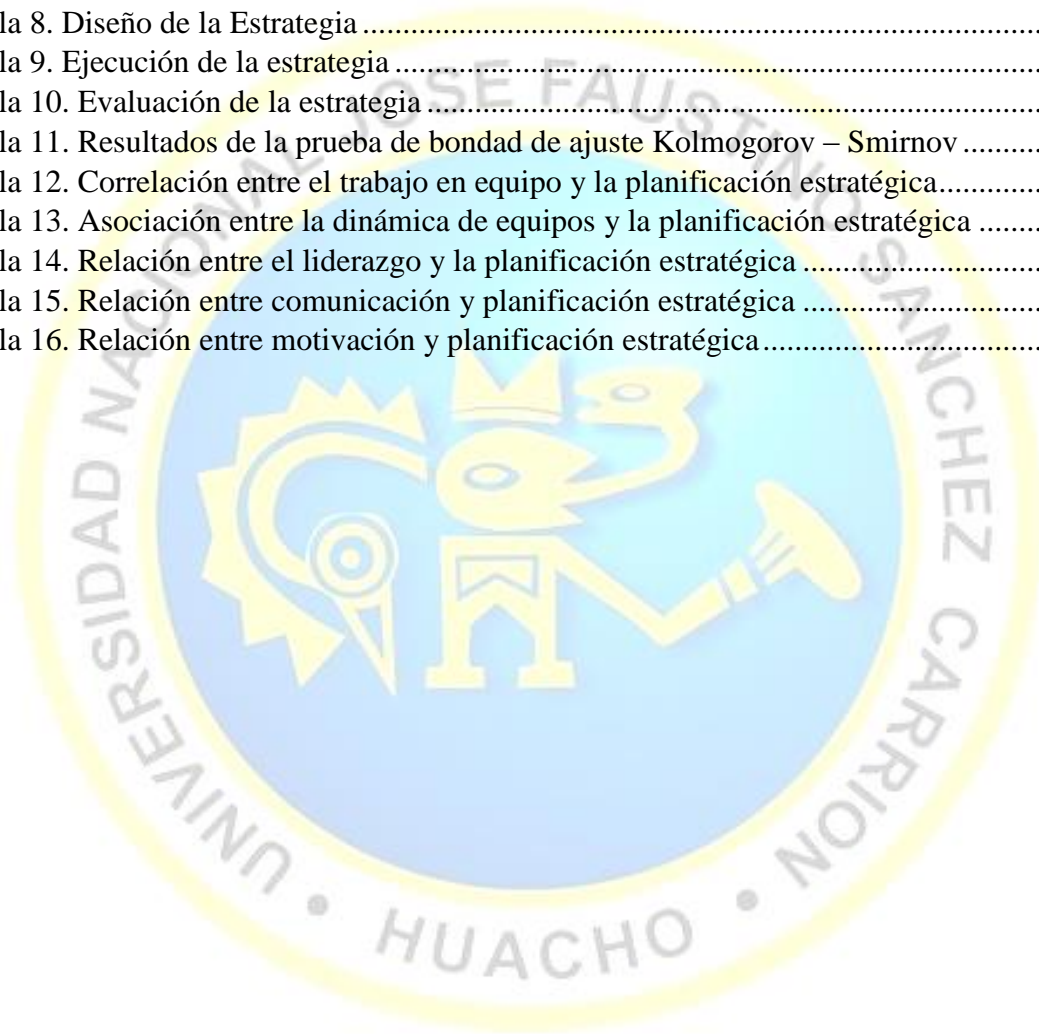 la 8. Diseño de la Estrategia ....................................................................................
la 9. Ejecución de la estrategia ................................................................................
la 10. Evaluación de la estrategia ............................................................................
la 11. Resultados de la prueba de bondad de ajuste Kolmogorov – Smirnov ..........
la 12. Correlación entre el trabajo en equipo y la planificación estratégica.............
la 13. Asociación entre la dinámica de equipos y la planificación estratégica ........
la 14. Relación entre el liderazgo y la planificación estratégica ..............................
la 15. Relación entre comunicación y planificación estratégica ..............................
la 16. Relación entre motivación y planificación estratégica ...................................
UNIVERSIDAD NACIONAL JOSE FAUSTINO SANCHEZ CARRION • HUACHO •